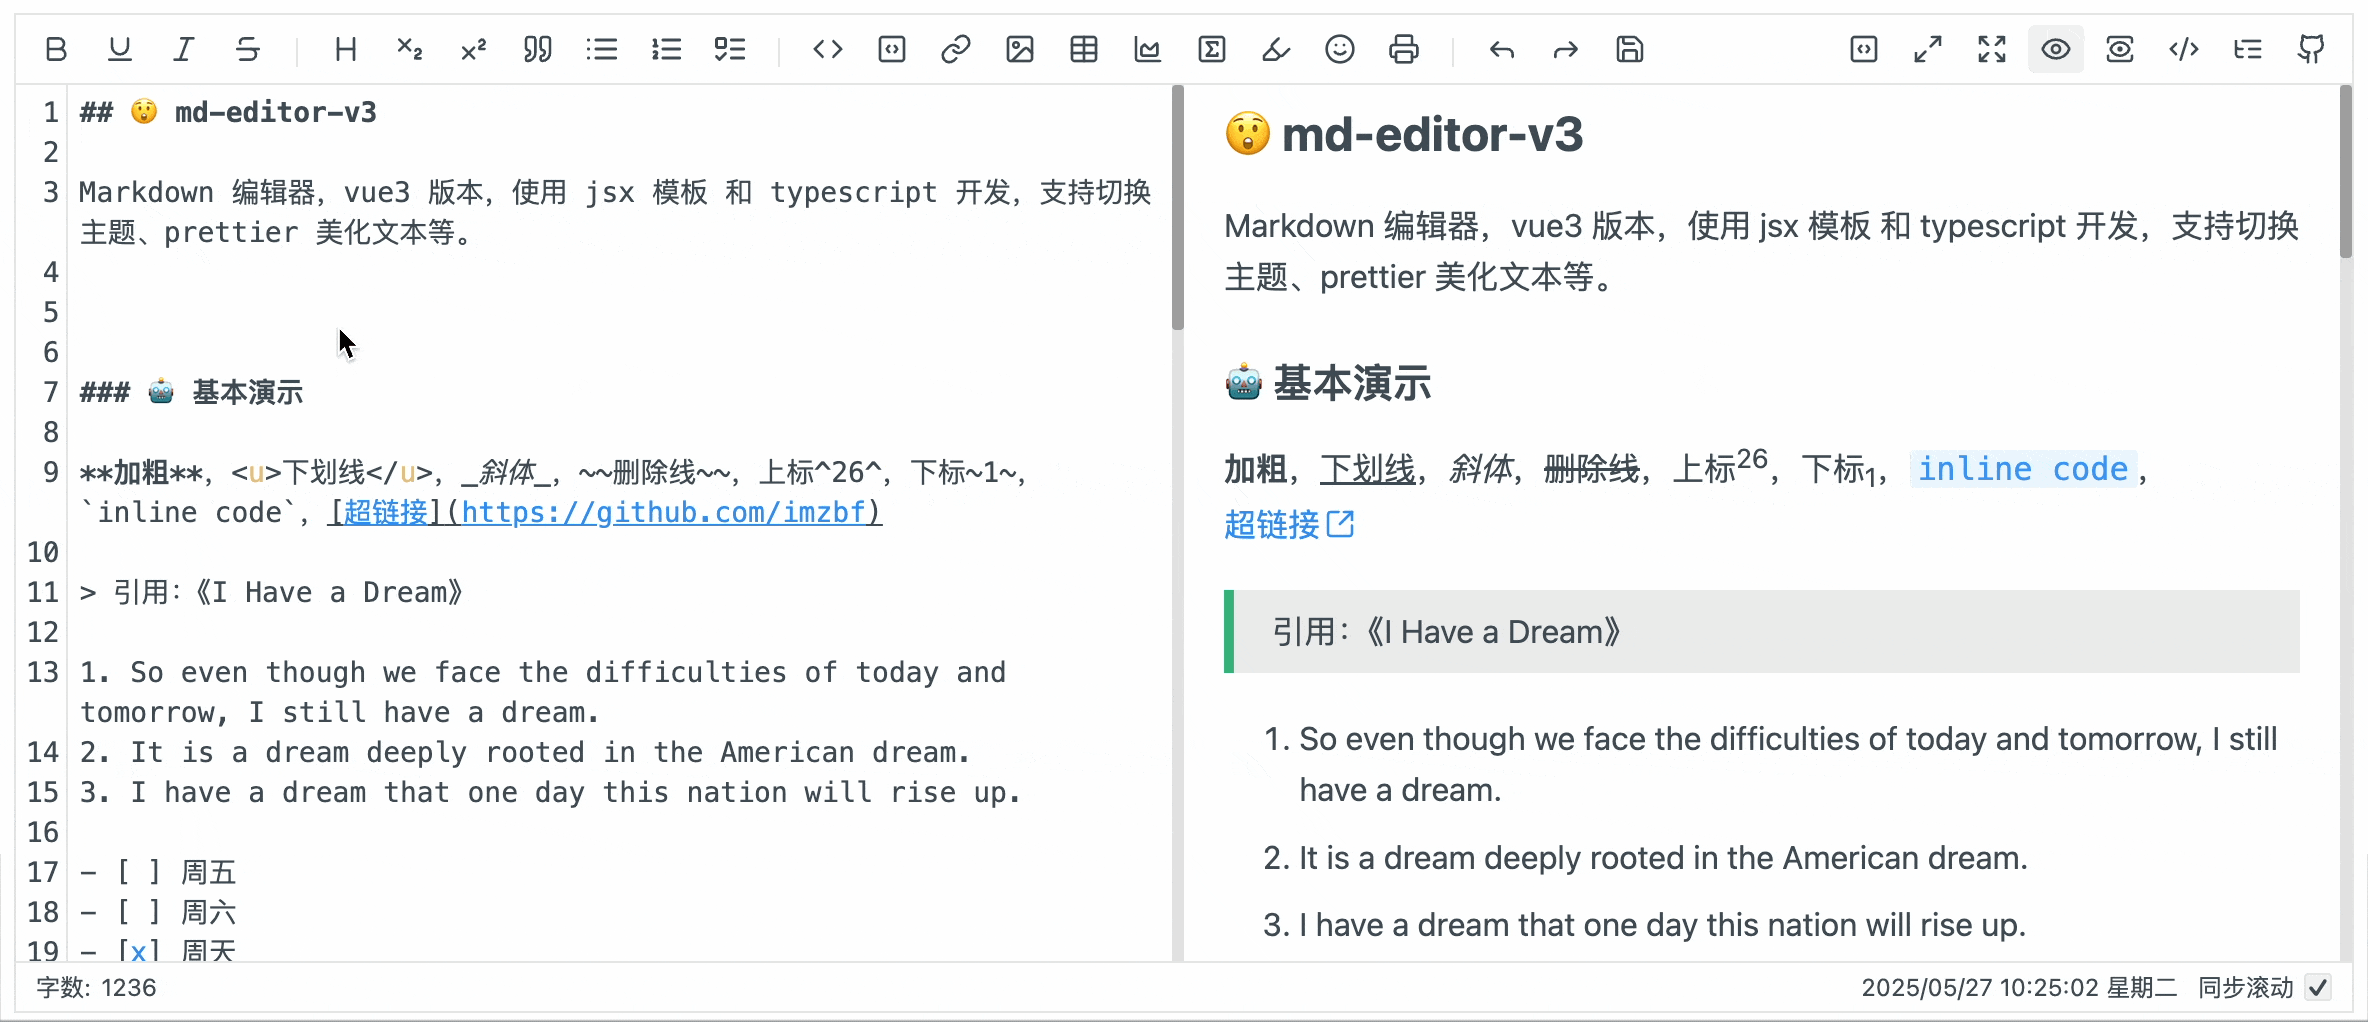 1 ## 😲 md-editor-v3
2
3 Markdown 编辑器，vue3 版本，使用 jsx 模板 和 typescript 开发，支持切换
主题、prettier 美化文本等。
4
5
6
7 ### 🤖 基本演示
8
9 **加粗**，<u>下划线</u>，_斜体_，~~删除线~~，上标^26^，下标~1~，
`inline code`，[超链接](https://github.com/imzbf)
10
11 > 引用：《I Have a Dream》
12
13 1. So even though we face the difficulties of today and
tomorrow, I still have a dream.
14 2. It is a dream deeply rooted in the American dream.
15 3. I have a dream that one day this nation will rise up.
16
17 - [ ] 周五
18 - [ ] 周六
19 - [x] 周天
😲 md-editor-v3
Markdown 编辑器，vue3 版本，使用 jsx 模板 和 typescript 开发，支持切换
主题、prettier 美化文本等。
🤖 基本演示
加粗，下划线，斜体，删除线，上标26，下标1，inline code，
超链接
引用：《I Have a Dream》
1. So even though we face the difficulties of today and tomorrow, I still
have a dream.
2. It is a dream deeply rooted in the American dream.
3. I have a dream that one day this nation will rise up.
字数: 1236
2025/05/27 10:25:02 星期二 同步滚动